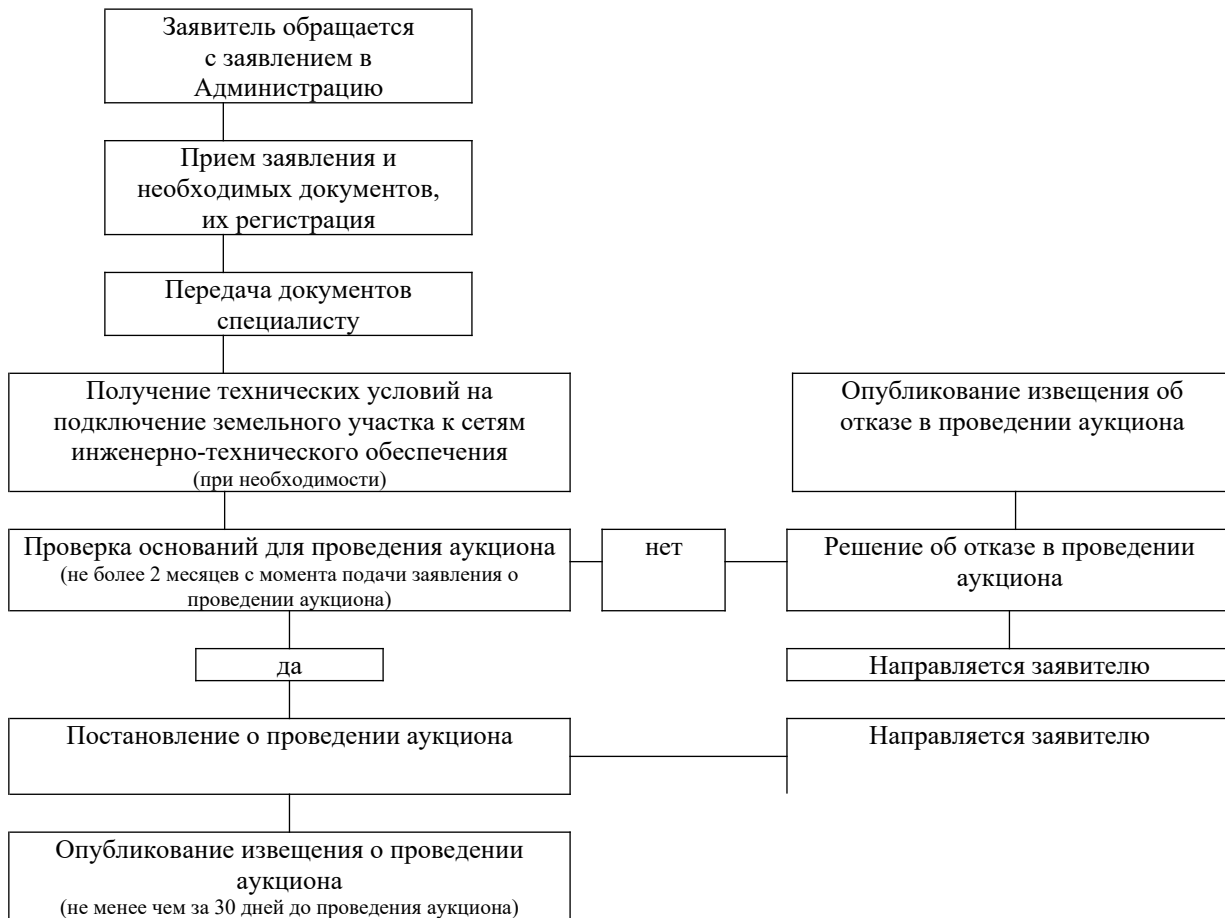 Заявитель обращается
с заявлением в
Администрацию
Прием заявления и
необходимых документов,
их регистрация
Передача документов
специалисту
Получение технических условий на
подключение земельного участка к сетям
инженерно-технического обеспечения
(при необходимости)
Опубликование извещения об
отказе в проведении аукциона
Проверка оснований для проведения аукциона
(не более 2 месяцев с момента подачи заявления о
проведении аукциона)
нет
Решение об отказе в проведении
аукциона
да
Направляется заявителю
Постановление о проведении аукциона
Направляется заявителю
Опубликование извещения о проведении
аукциона
(не менее чем за 30 дней до проведения аукциона)